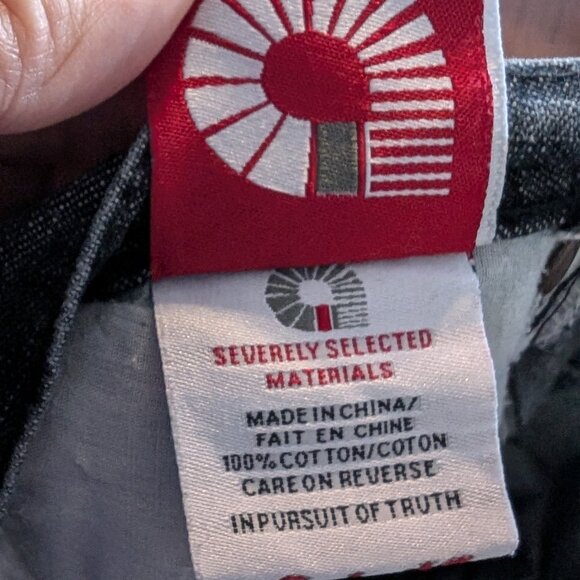 SEVERELY SELECTED
MATERIALS
MADE IN CHINA/
FAIT EN CHINE
100% COTTON/COTON
CARE ON REVERSE
IN PURSUIT OF TRUTH